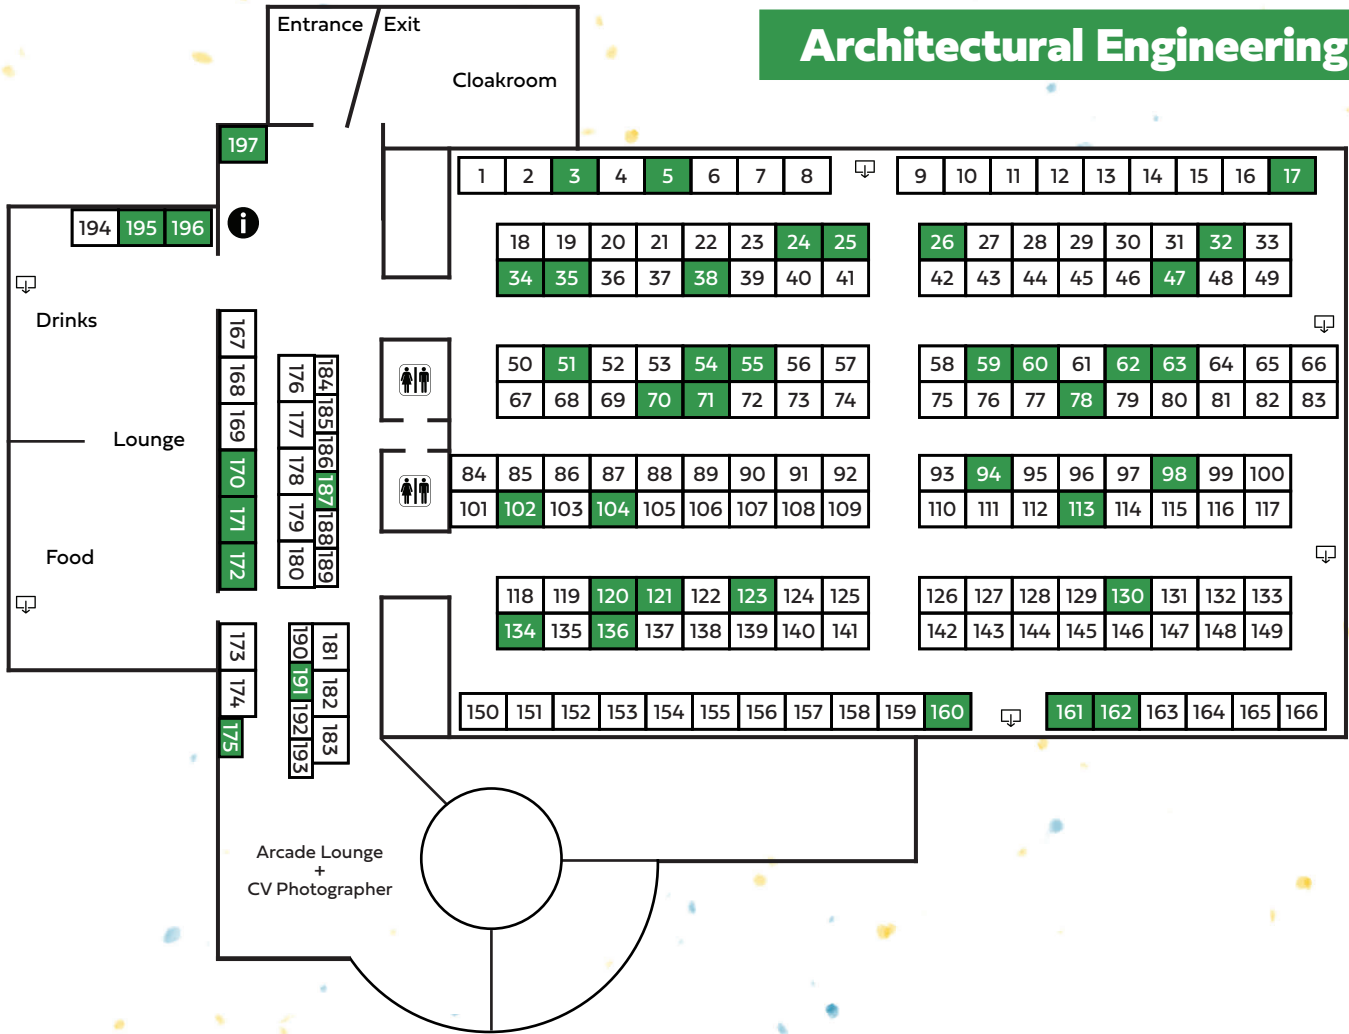 Architectural Engineering
Entrance Exit
Cloakroom
197
1 2 3 4 5 6 7 8 9 10 11 12 13 14 15 16 17
194 195 196 i
18 19 20 21 22 23 24 25 26 27 28 29 30 31 32 33
34 35 36 37 38 39 40 41 42 43 44 45 46 47 48 49
Drinks
50 51 52 53 54 55 56 57 58 59 60 61 62 63 64 65 66
67 68 69 70 71 72 73 74 75 76 77 78 79 80 81 82 83
Lounge
84 85 86 87 88 89 90 91 92 93 94 95 96 97 98 99 100
101 102 103 104 105 106 107 108 109 110 111 112 113 114 115 116 117
Food
118 119 120 121 122 123 124 125 126 127 128 129 130 131 132 133
134 135 136 137 138 139 140 141 142 143 144 145 146 147 148 149
150 151 152 153 154 155 156 157 158 159 160 161 162 163 164 165 166
167 168 169 170 171 172
173 174 175
176 177 178 179 180
184 185 186 187 188 189
190 191 192 193
181 182 183
Arcade Lounge
+
CV Photographer